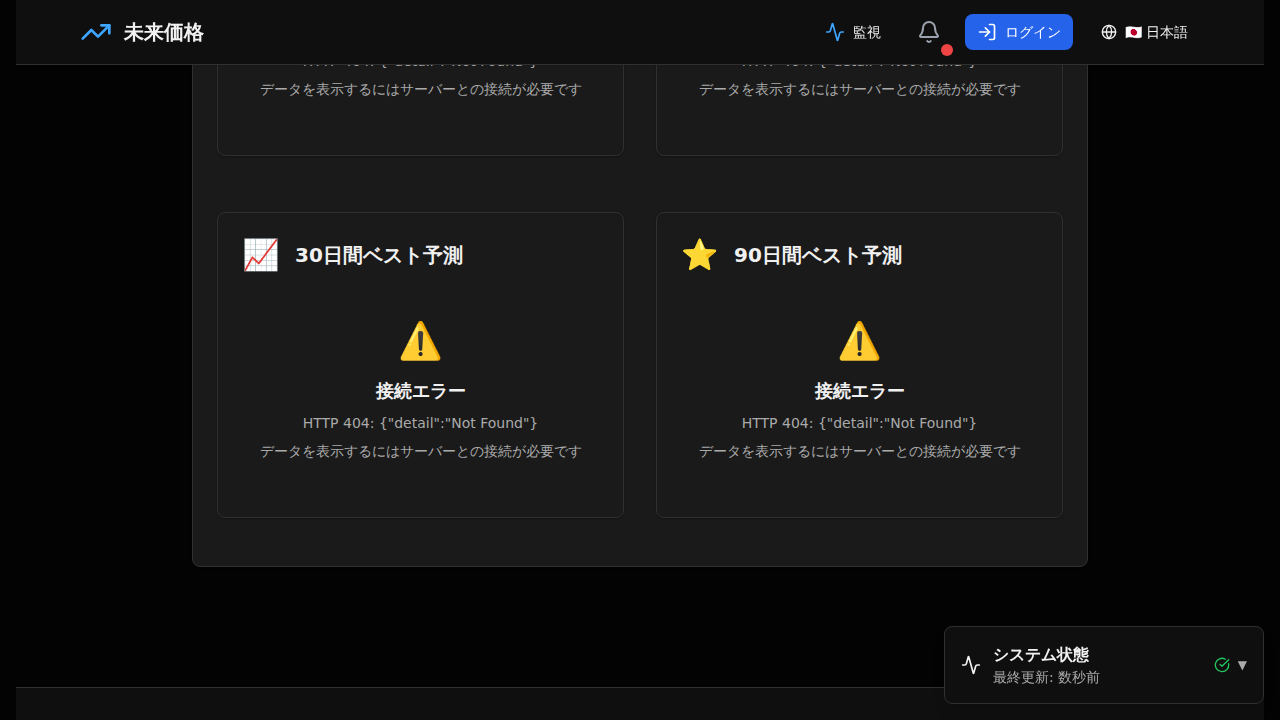 未来価格
監視
ログイン
日本語
データを表示するにはサーバーとの接続が必要です
データを表示するにはサーバーとの接続が必要です
30日間ベスト予測
90日間ベスト予測
接続エラー
HTTP 404: {"detail":"Not Found"}
データを表示するにはサーバーとの接続が必要です
接続エラー
HTTP 404: {"detail":"Not Found"}
データを表示するにはサーバーとの接続が必要です
システム状態
最終更新: 数秒前